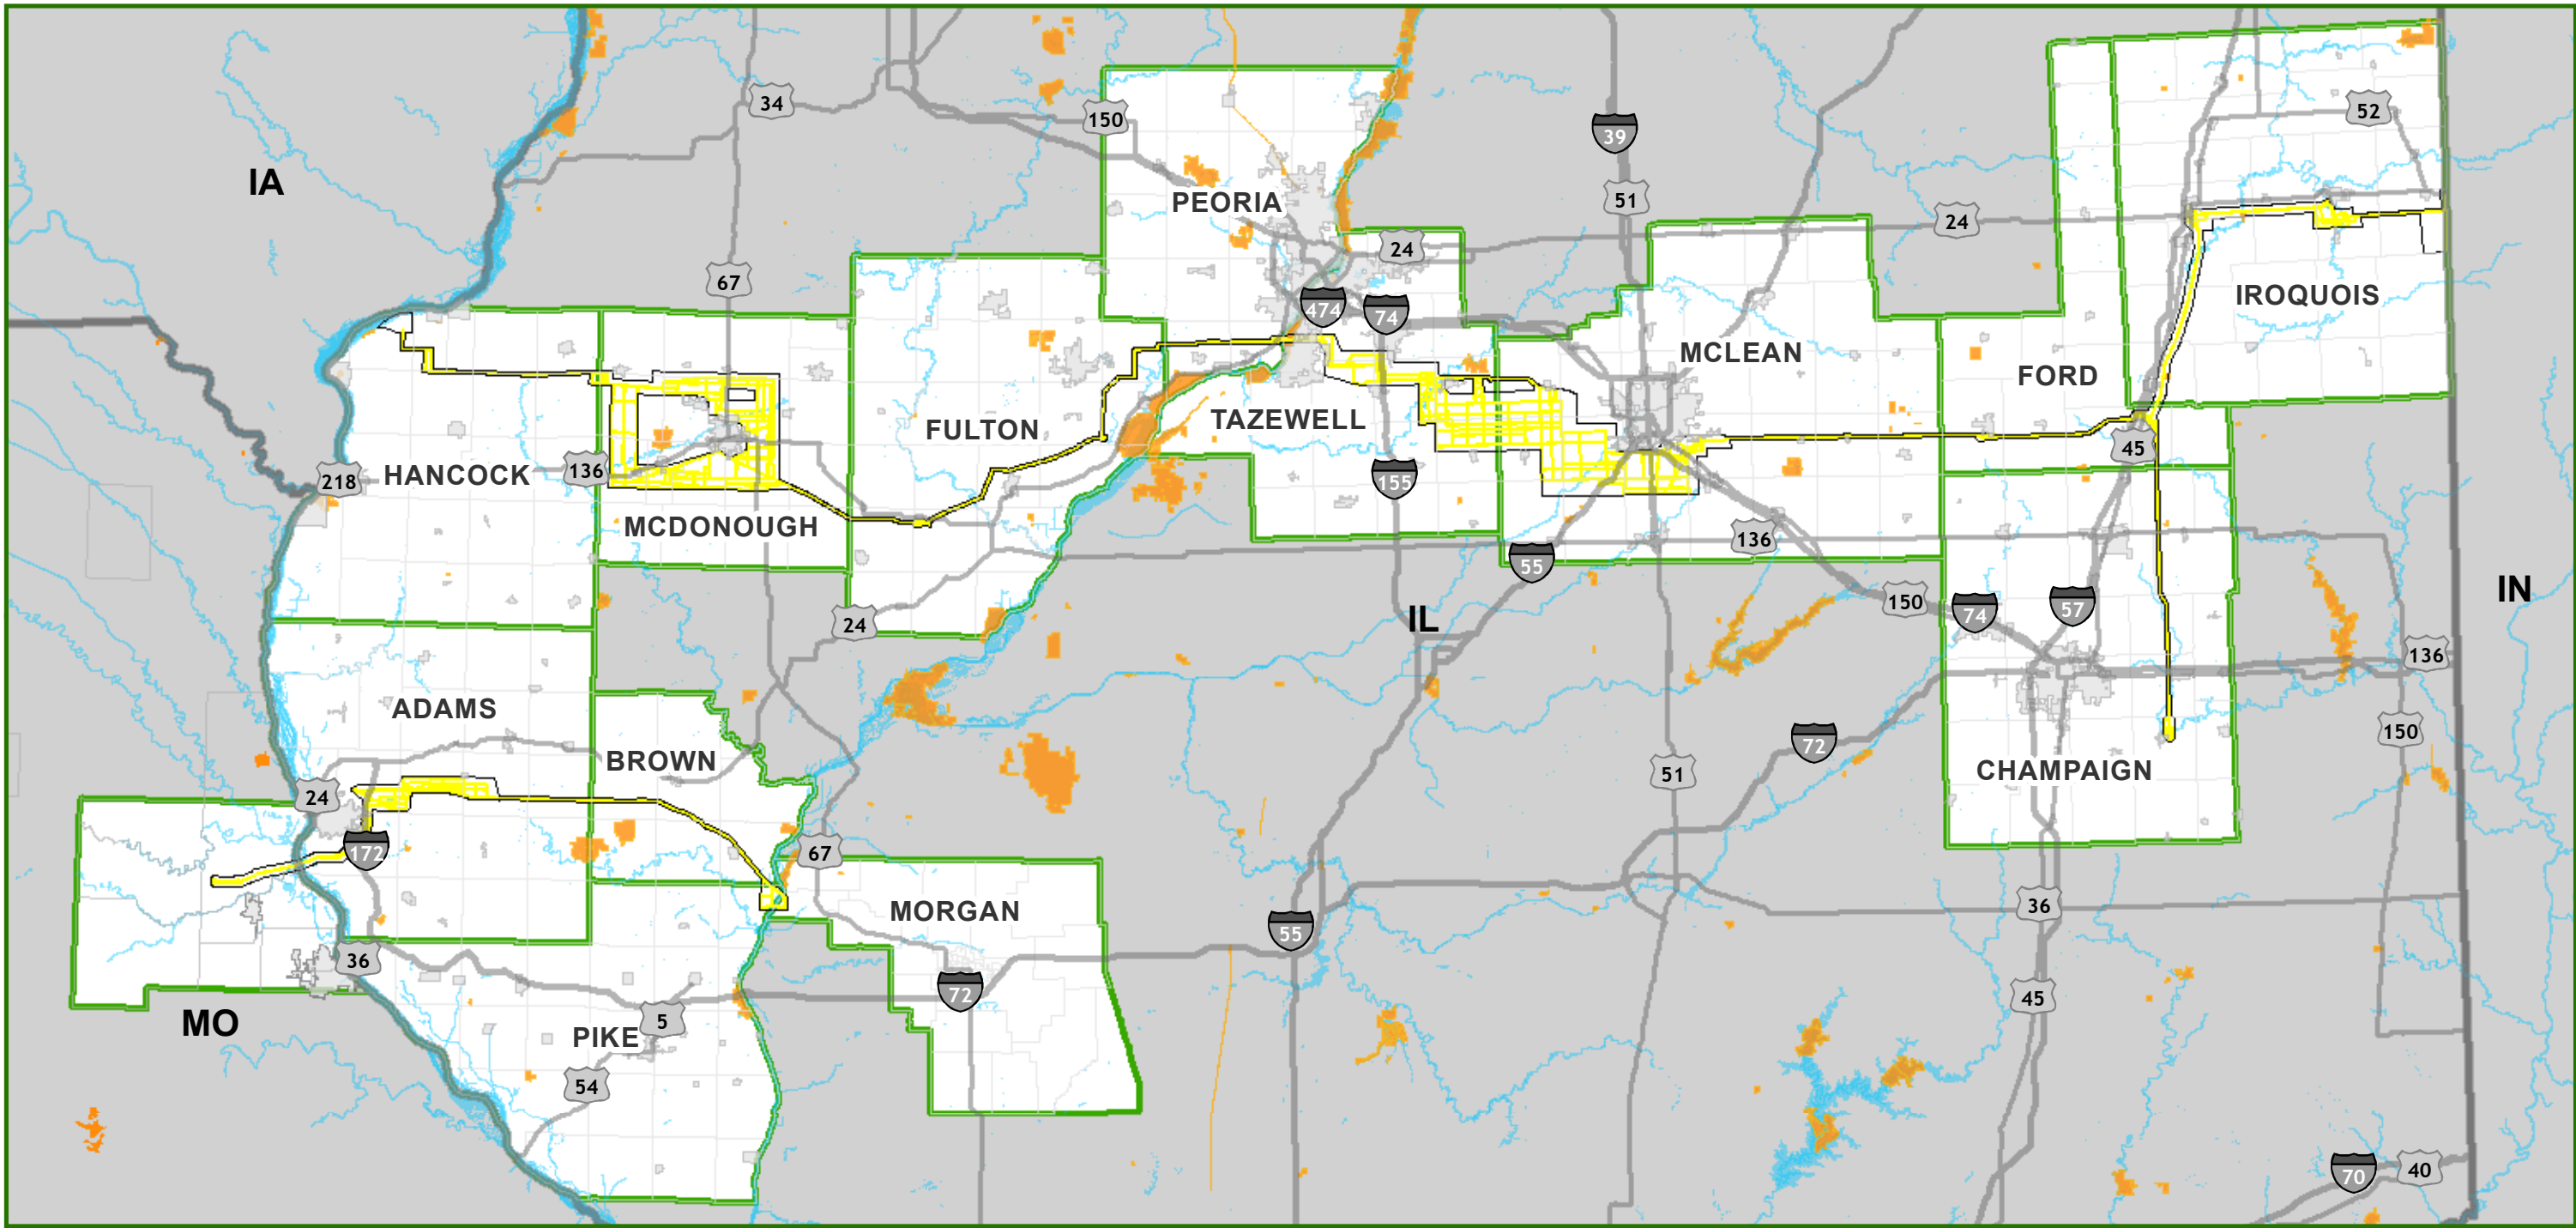 34
150
39
52
IA
51
PEORIA
24
24
67
IROQUOIS
474
74
MCLEAN
FORD
FULTON
TAZEWELL
45
136
HANCOCK
218
155
MCDONOUGH
136
55
IN
150
74
57
IL
24
136
ADAMS
150
72
BROWN
51
CHAMPAIGN
24
172
67
36
MORGAN
55
36
72
45
5
MO
PIKE
54
70
40